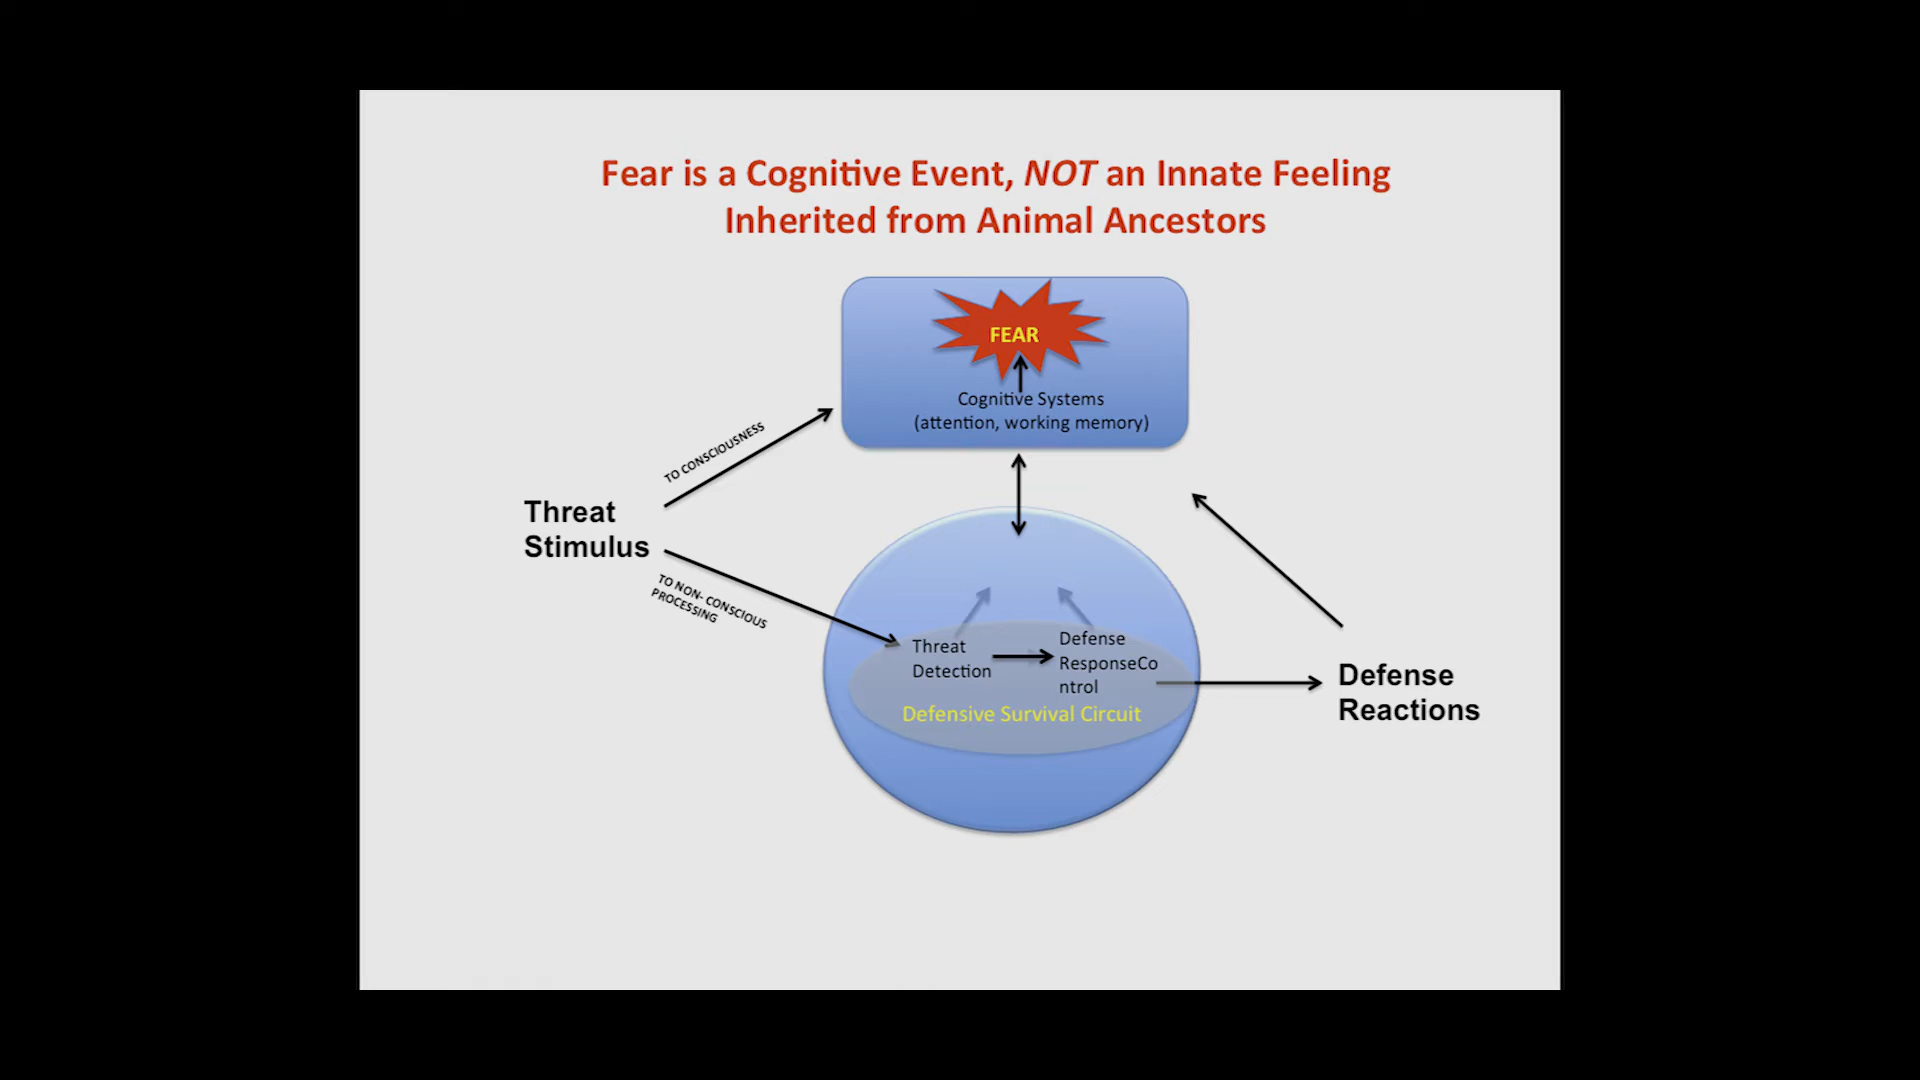 Fear is a Cognitive Event, NOT an Innate Feeling
Inherited from Animal Ancestors
FEAR
Cognitive Systems
(attention, working memory)
TO CONSCIOUSNESS
Threat
Stimulus
TO NON- CONSCIOUS
PROCESSING
Threat
Detection
Defense
ResponseCo
ntrol
Defensive Survival Circuit
Defense
Reactions